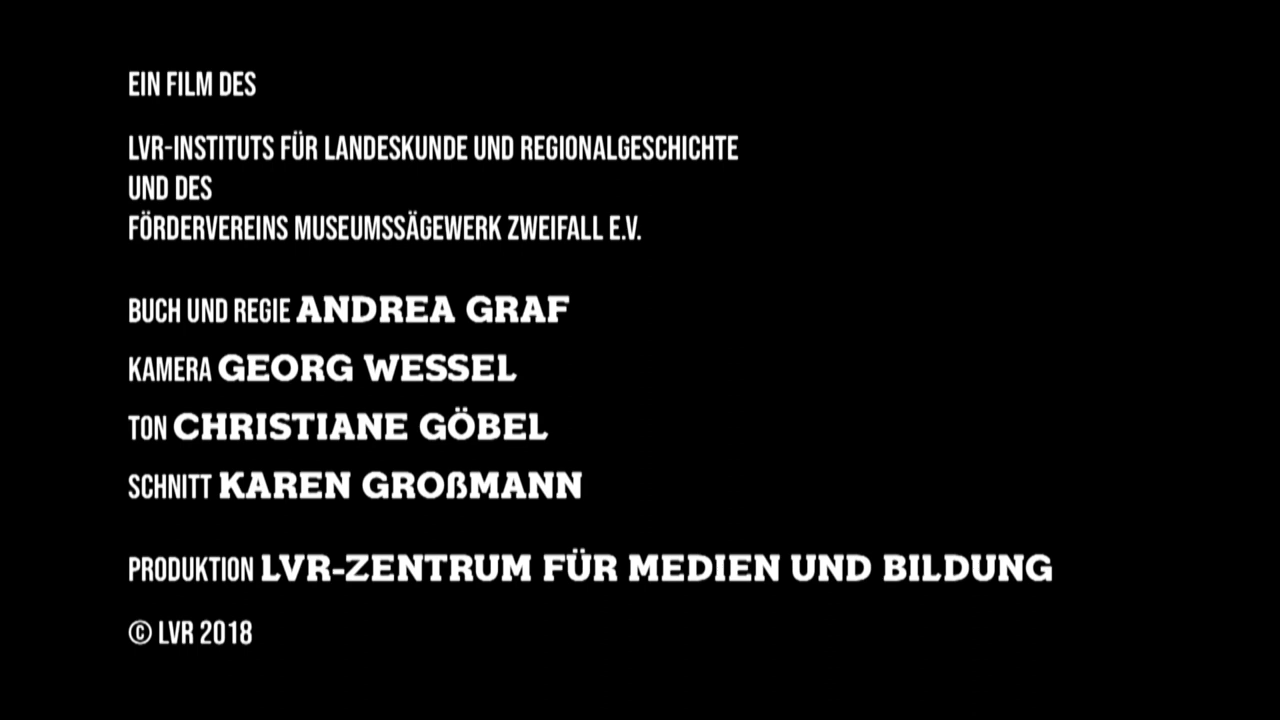 EIN FILM DES
LVR-INSTITUTS FÜR LANDESKUNDE UND REGIONALGESCHICHTE
UND DES
FÖRDERVEREINS MUSEUMSSÄGEWERK ZWEIFALL E.V.
BUCH UND REGIE ANDREA GRAF
KAMERA GEORG WESSEL
TON CHRISTIANE GÖBEL
SCHNITT KAREN GROßMANN
PRODUKTION LVR-ZENTRUM FÜR MEDIEN UND BILDUNG
© LVR 2018